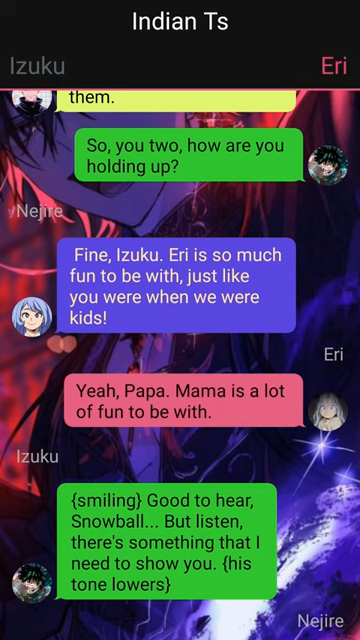 Indian Ts
Izuku
Eri
them.
So, you two, how are you
holding up?
Nejire
Fine, Izuku. Eri is so much
fun to be with, just like
you were when we were
kids!
Eri
Yeah, Papa. Mama is a lot
of fun to be with.
Izuku
{smiling} Good to hear,
Snowball... But listen,
there's something that I
need to show you. {his
tone lowers}
Nejire